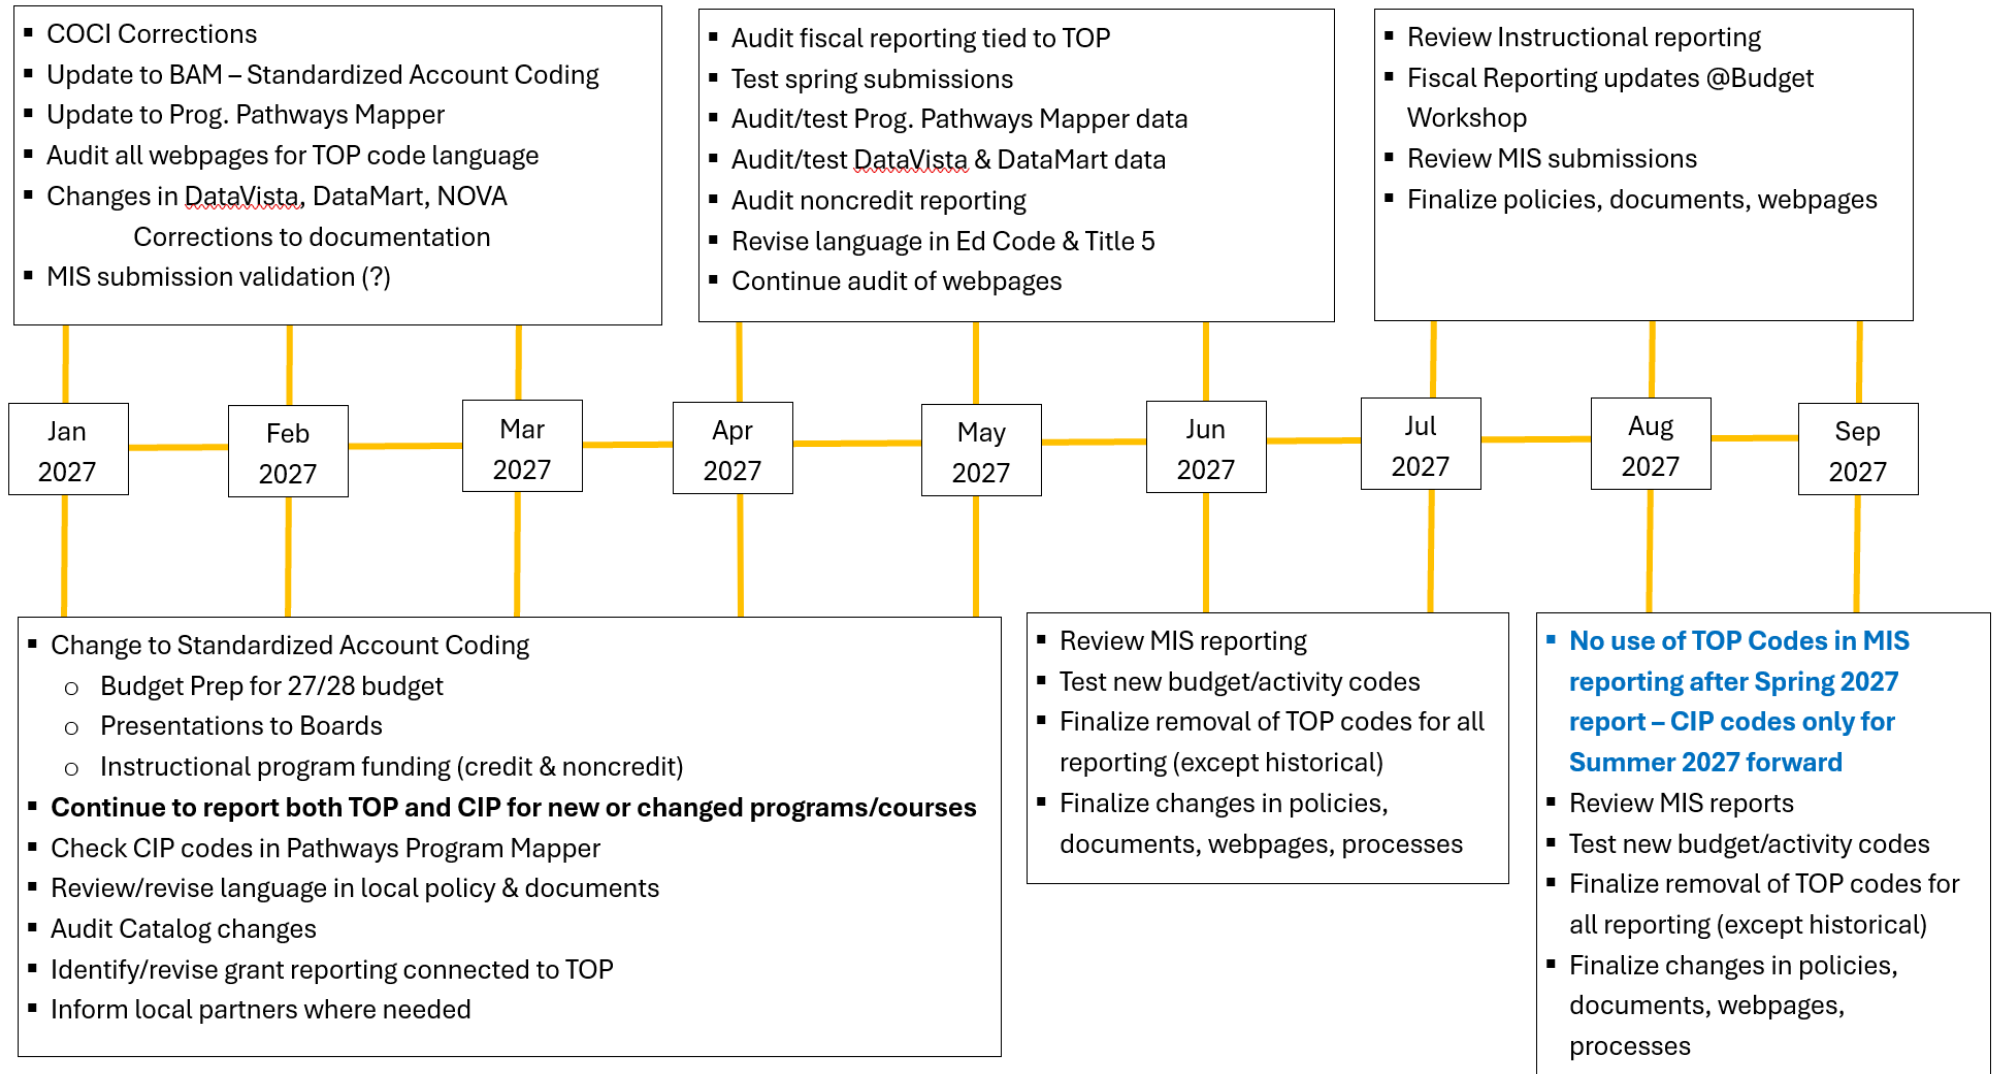 ▪ COCI Corrections
▪ Update to BAM – Standardized Account Coding
▪ Update to Prog. Pathways Mapper
▪ Audit all webpages for TOP code language
▪ Changes in DataVista, DataMart, NOVA
Corrections to documentation
▪ MIS submission validation (?)
▪ Audit fiscal reporting tied to TOP
▪ Test spring submissions
▪ Audit/test Prog. Pathways Mapper data
▪ Audit/test DataVista & DataMart data
▪ Audit noncredit reporting
▪ Revise language in Ed Code & Title 5
▪ Continue audit of webpages
▪ Review Instructional reporting
▪ Fiscal Reporting updates @Budget
Workshop
▪ Review MIS submissions
▪ Finalize policies, documents, webpages
Jan
2027
Feb
2027
Mar
2027
Apr
2027
May
2027
Jun
2027
Jul
2027
Aug
2027
Sep
2027
▪ Change to Standardized Account Coding
o Budget Prep for 27/28 budget
o Presentations to Boards
o Instructional program funding (credit & noncredit)
▪ Continue to report both TOP and CIP for new or changed programs/courses
▪ Check CIP codes in Pathways Program Mapper
▪ Review/revise language in local policy & documents
▪ Audit Catalog changes
▪ Identify/revise grant reporting connected to TOP
▪ Inform local partners where needed
▪ Review MIS reporting
▪ Test new budget/activity codes
▪ Finalize removal of TOP codes for all
reporting (except historical)
▪ Finalize changes in policies,
documents, webpages, processes
▪ No use of TOP Codes in MIS
reporting after Spring 2027
report – CIP codes only for
Summer 2027 forward
▪ Review MIS reports
▪ Test new budget/activity codes
▪ Finalize removal of TOP codes for
all reporting (except historical)
▪ Finalize changes in policies,
documents, webpages,
processes